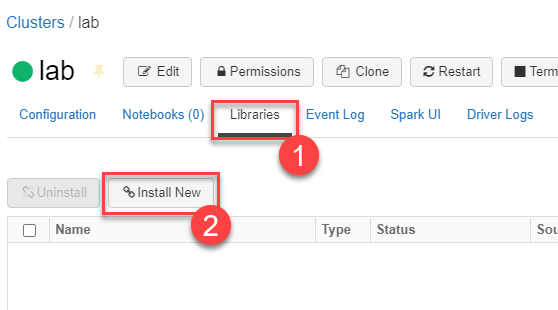 Clusters / lab
lab Edit Permissions Clone Restart Term
Configuration Notebooks (0) Libraries Event Log Spark UI Driver Logs
1
Uninstall Install New
2
Name Type Status Sou